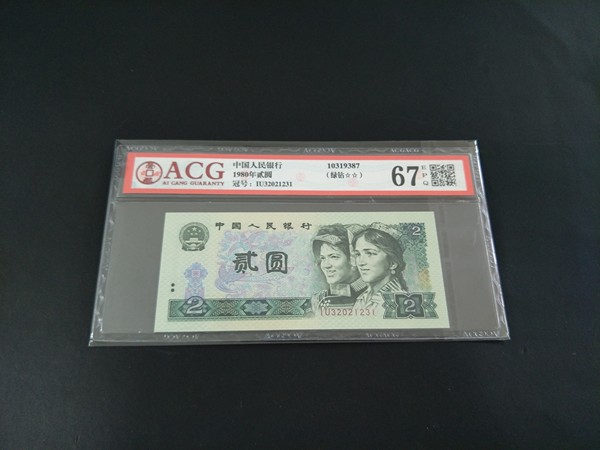 ACG
AI CANG GUARANTY
中国人民银行
1980年贰圆
冠号: IU32021231
10319387
(绿钻☆☆)
67
E
P
Q
中国人民银行
2
贰圆
2
IU32021231
2